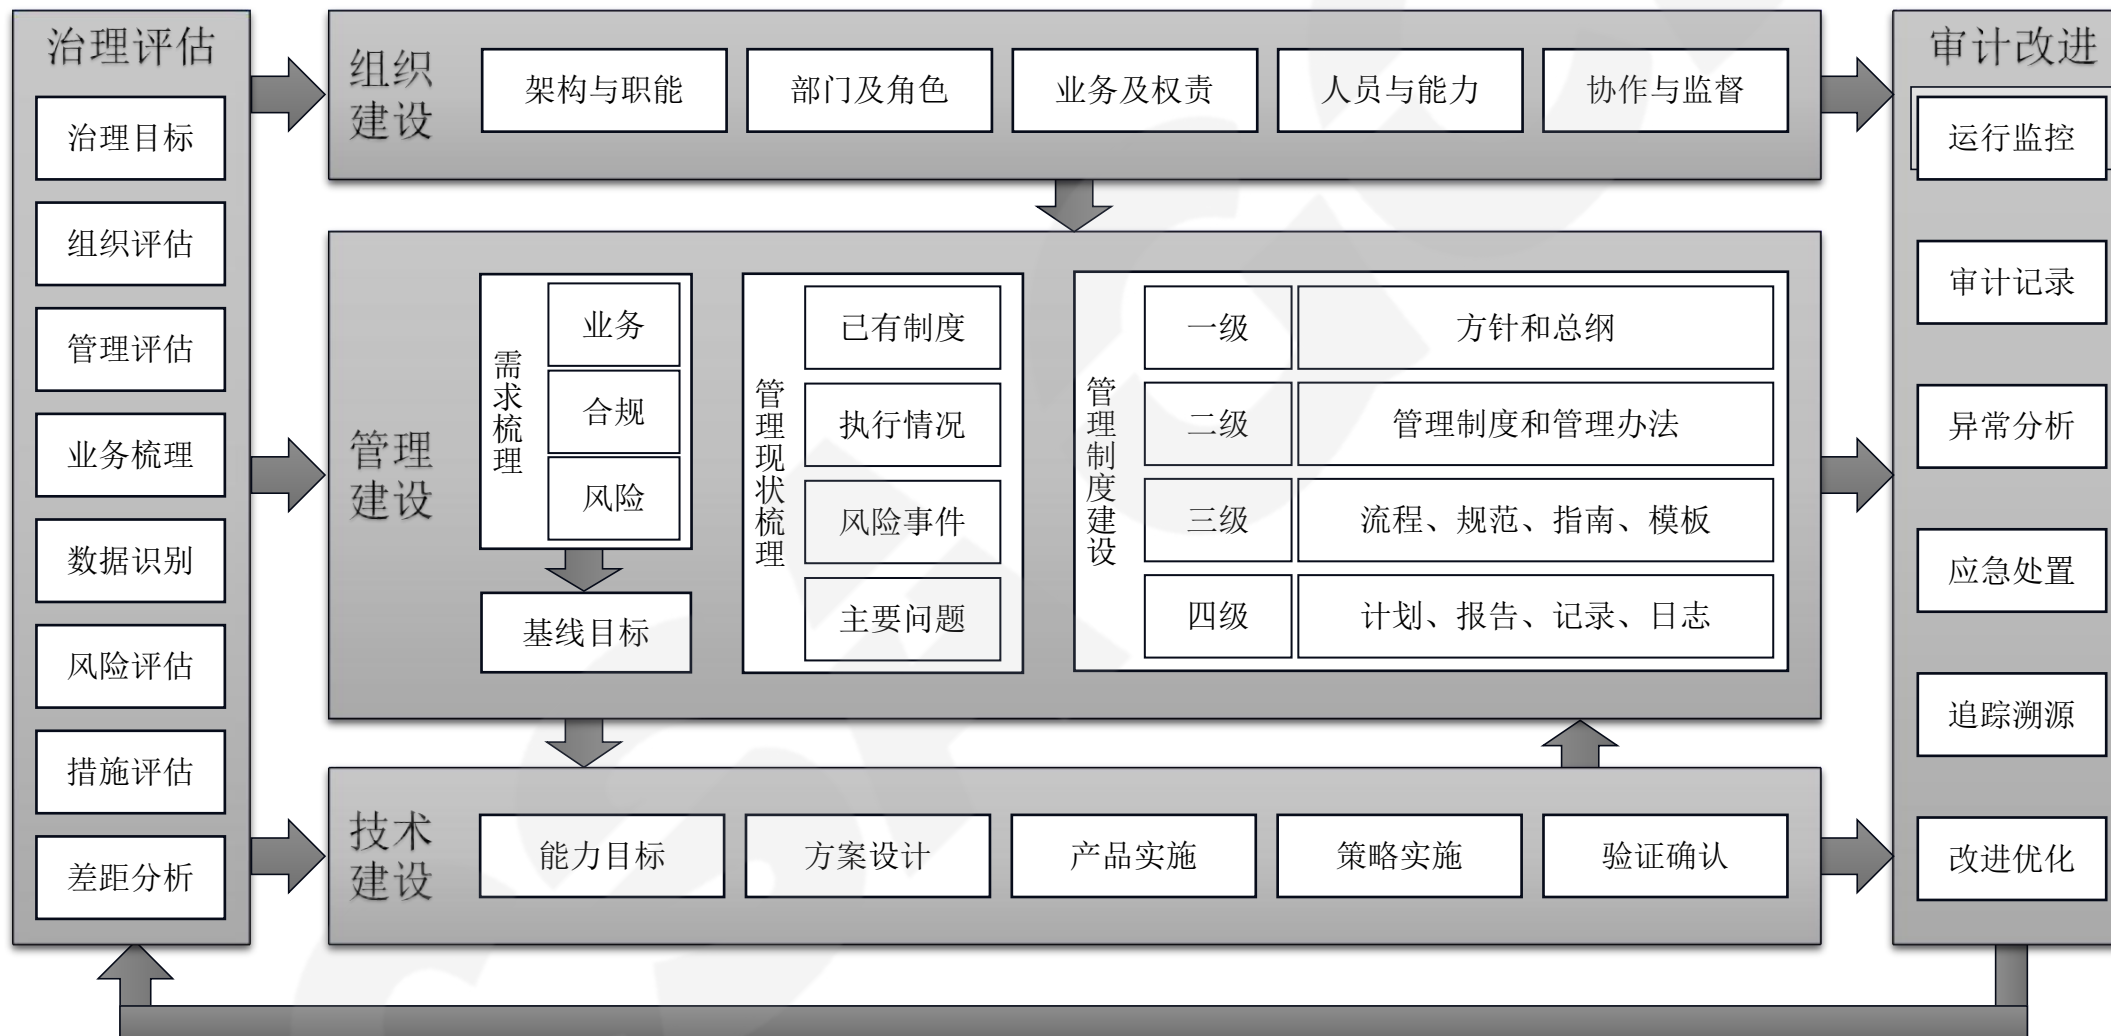 治理评估
治理目标
组织评估
管理评估
业务梳理
数据识别
风险评估
措施评估
差距分析
组织
建设
架构与职能
部门及角色
业务及权责
人员与能力
协作与监督
管理
建设
需求梳理
业务
合规
风险
基线目标
管理现状梳理
已有制度
执行情况
风险事件
主要问题
管理制度建设
一级
方针和总纲
二级
管理制度和管理办法
三级
流程、规范、指南、模板
四级
计划、报告、记录、日志
技术
建设
能力目标
方案设计
产品实施
策略实施
验证确认
审计改进
运行监控
审计记录
异常分析
应急处置
追踪溯源
改进优化